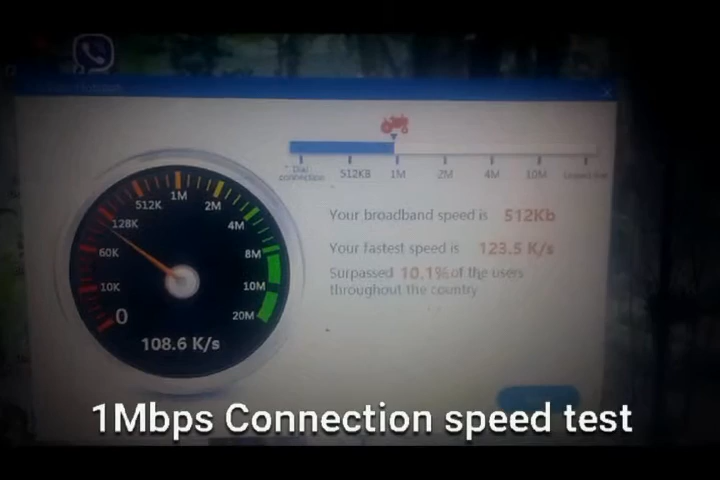 512KB 1M 2M 4M 10M
Your broadband speed is 512Kb
Your fastest speed is 123.5 K/s
Surpassed 10.1% of the users
throughout the country
0
10K
60K
128K
512K
1M
2M
4M
8M
10M
20M
108.6 K/s
1Mbps Connection speed test